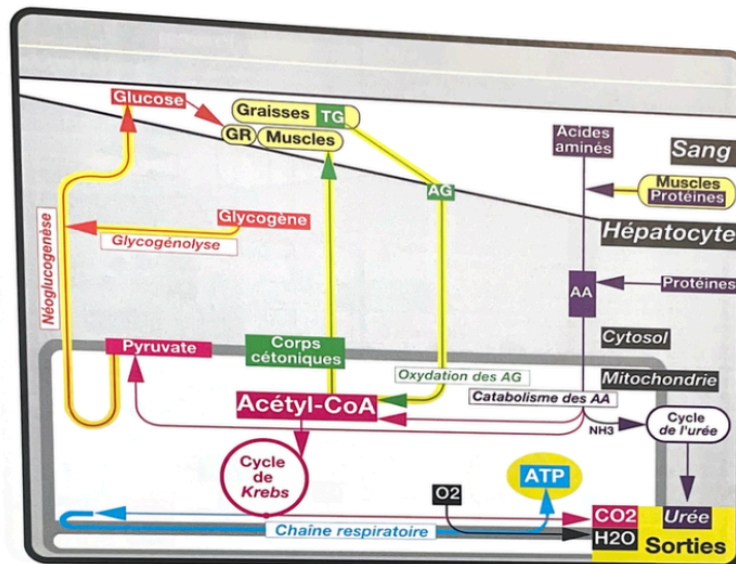 Glucose
Graisses TG
GR Muscles
Acides
aminés
Sang
Muscles
Protéines
AG
Hépatocyte
Glycogène
Glycogénolyse
Néoglucogenèse
AA
Protéines
Cytosol
Pyruvate
Corps
cétoniques
Oxydation des AG
Mitochondrie
Acétyl-CoA
Catabolisme des AA
NH3
Cycle
de l'urée
Cycle
de
Krebs
ATP
O2
CO2
Urée
Chaîne respiratoire
H2O
Sorties